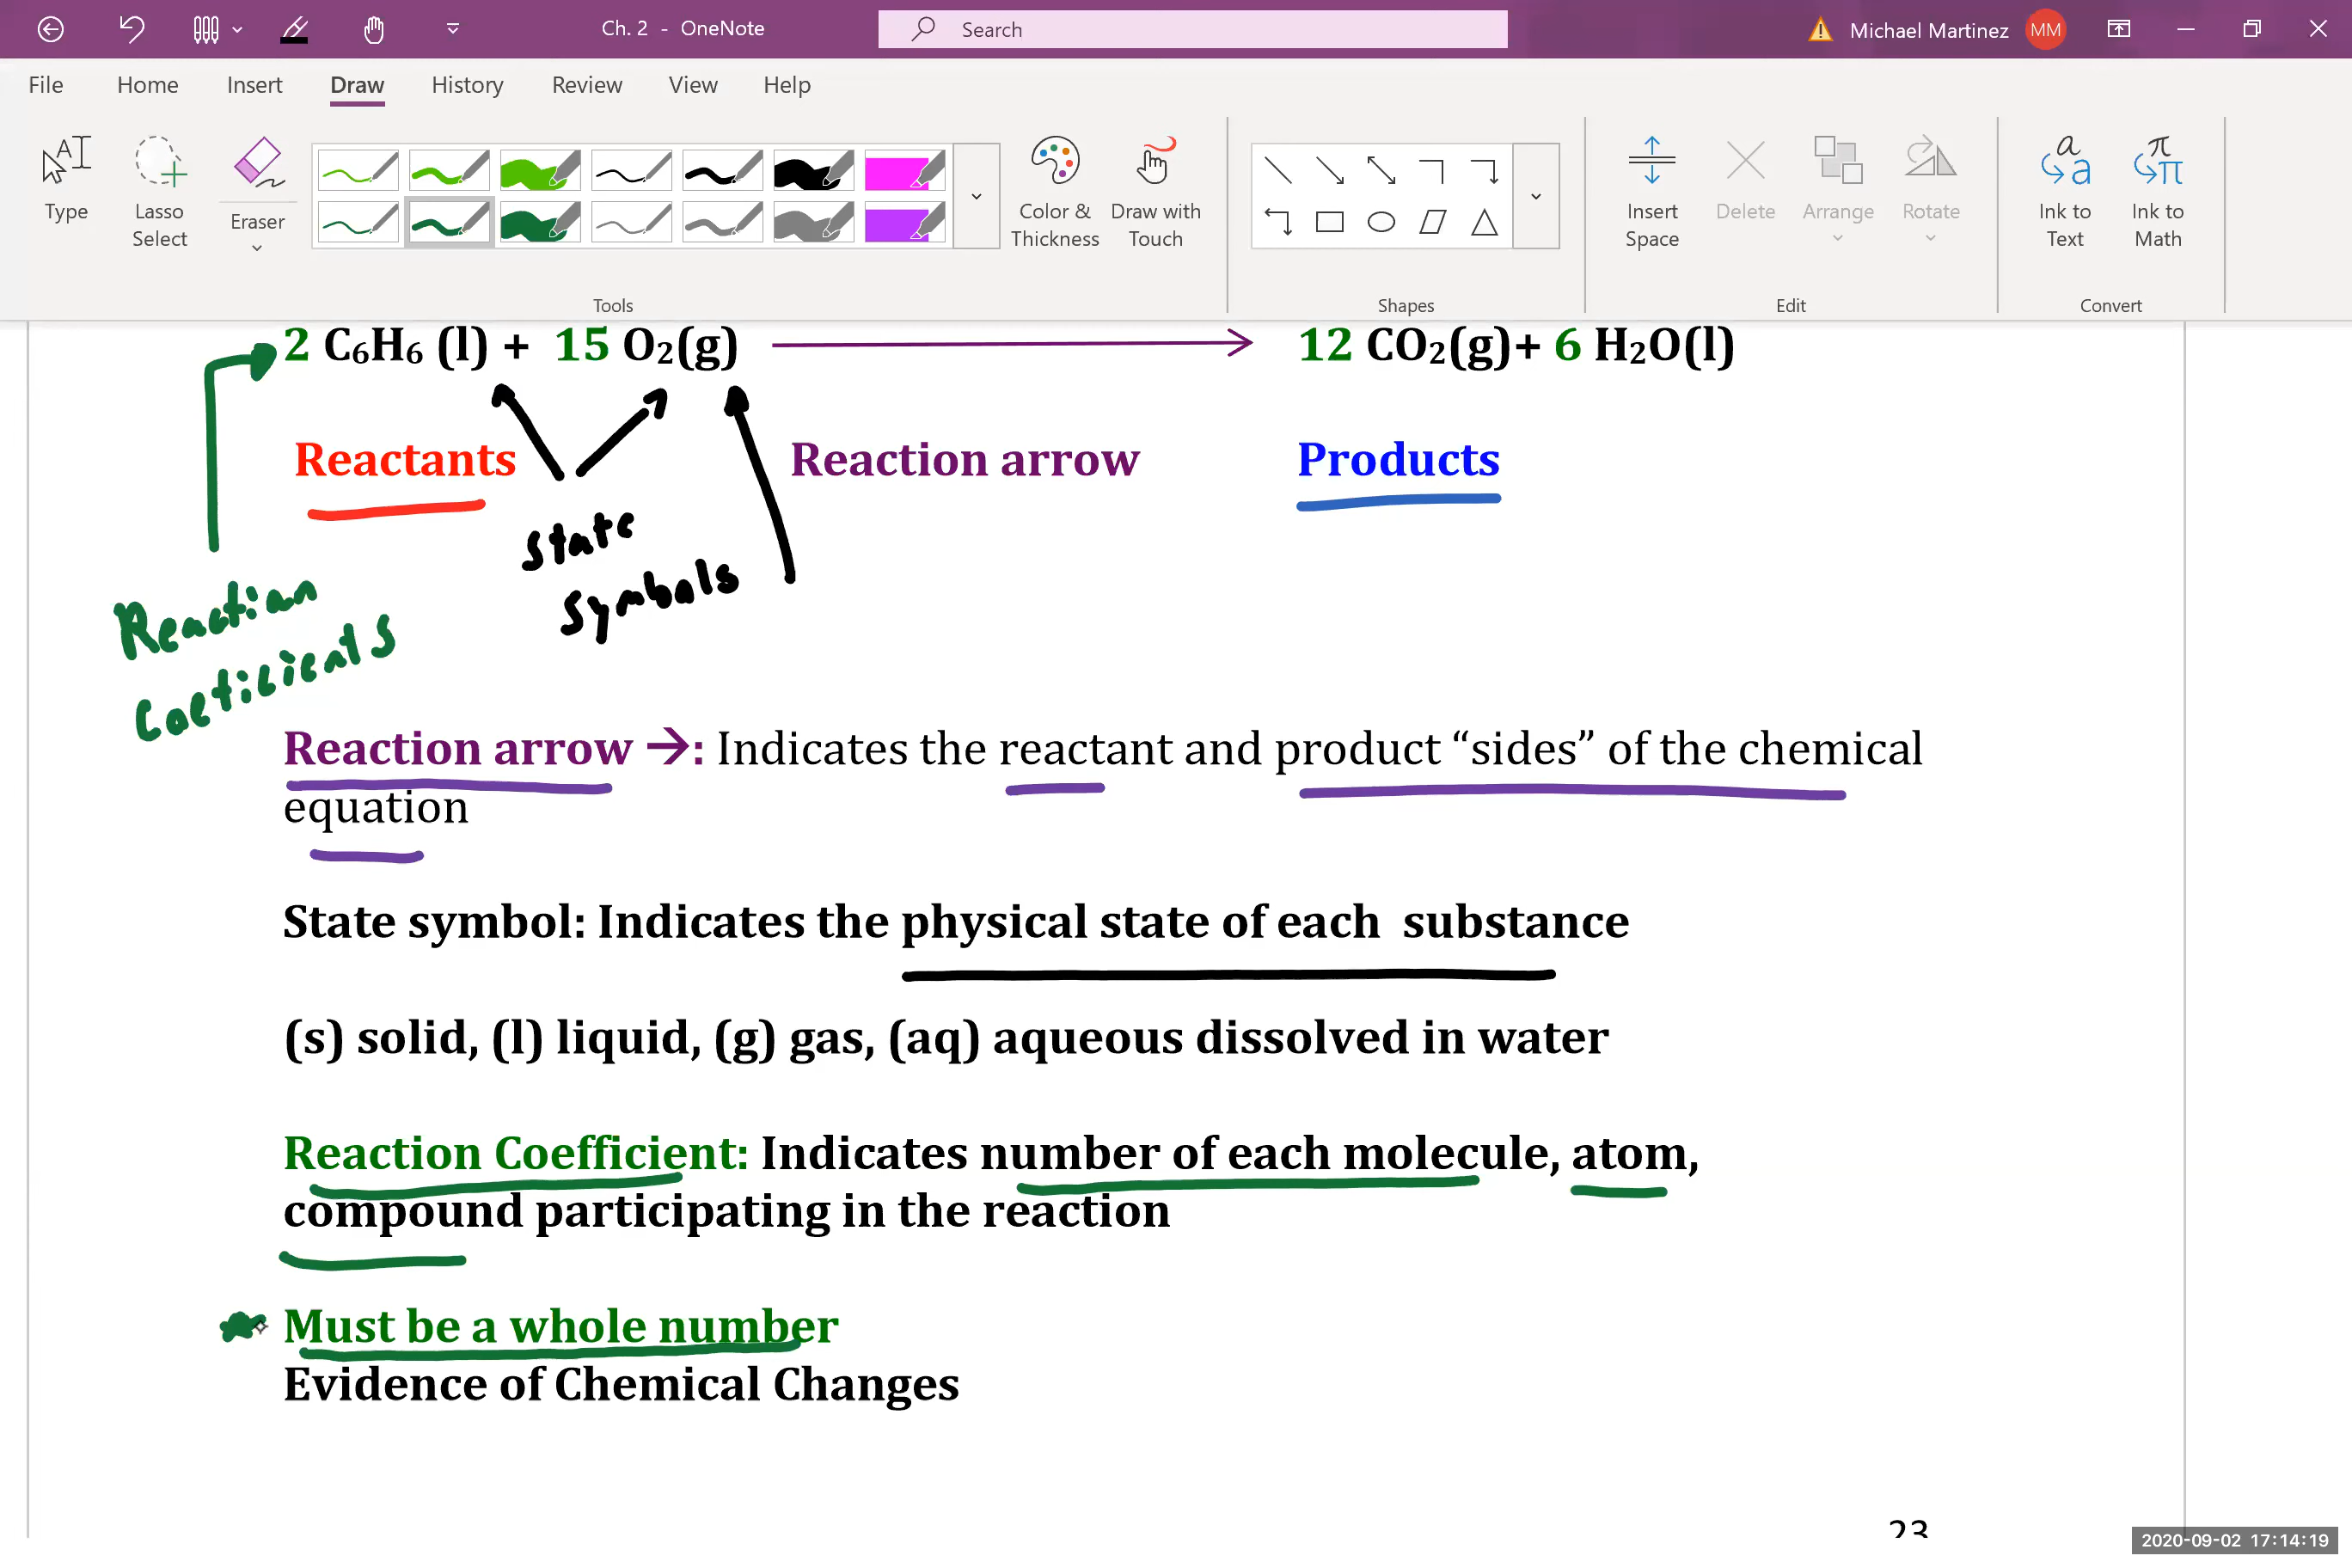 Ch. 2 - OneNote
Search
Michael Martinez MM
File Home Insert Draw History Review View Help
Type
Lasso Select
Eraser
Color & Thickness
Draw with Touch
Insert Space
Delete
Arrange
Rotate
Ink to Text
Ink to Math
Tools Shapes Edit Convert
2 C₆H₆ (l) + 15 O₂(g) 12 CO₂(g)+ 6 H₂O(l)
Reactants Reaction arrow Products
State
Symbols
Reaction
Coeficients
Reaction arrow →: Indicates the reactant and product “sides” of the chemical
equation
State symbol: Indicates the physical state of each substance
(s) solid, (l) liquid, (g) gas, (aq) aqueous dissolved in water
Reaction Coefficient: Indicates number of each molecule, atom,
compound participating in the reaction
Must be a whole number
Evidence of Chemical Changes
23
2020-09-02 17:14:19